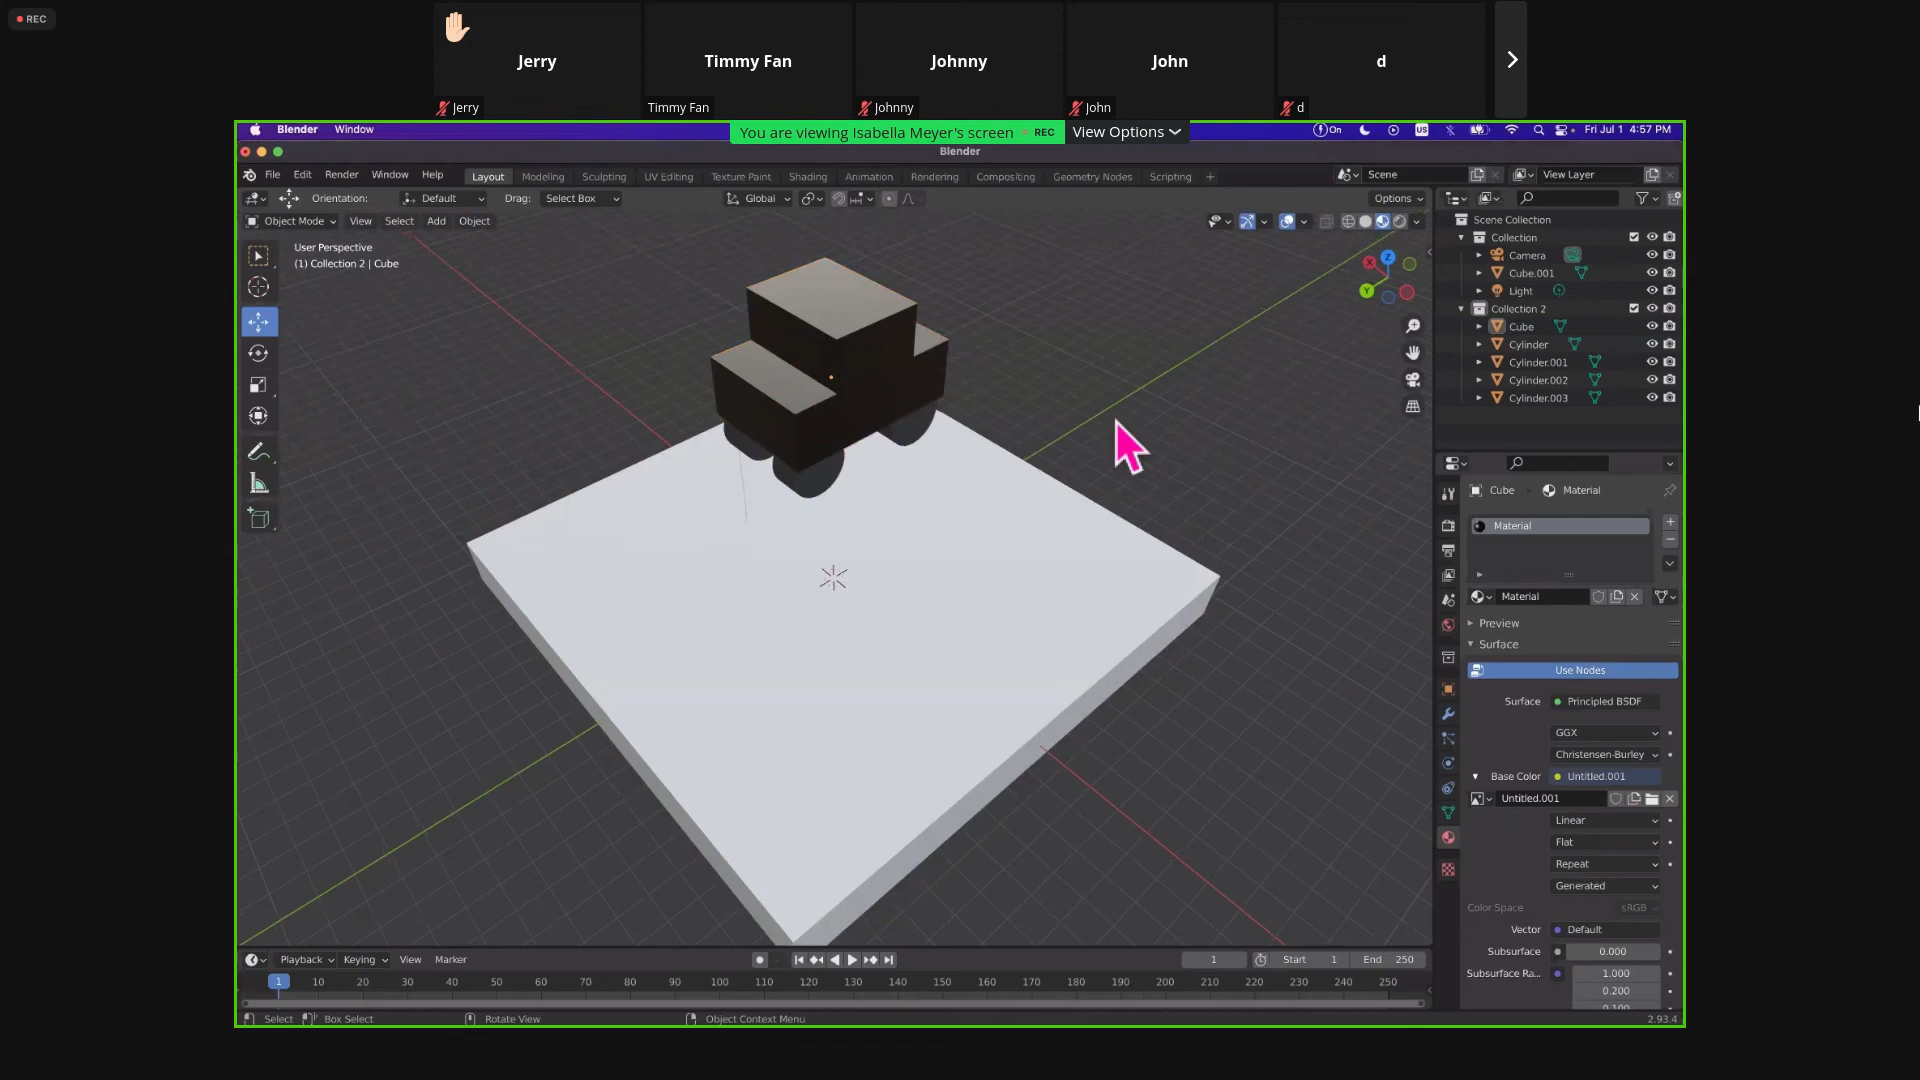 REC
Jerry
Timmy Fan
Johnny
John
d
Jerry
Timmy Fan
Johnny
John
d
Blender Window
You are viewing Isabella Meyer's screen REC View Options
On US Fri Jul 1 4:57 PM
Blender
File Edit Render Window Help Layout Modeling Sculpting UV Editing Texture Paint Shading Animation Rendering Compositing Geometry Nodes Scripting + Scene View Layer
Orientation: Default Drag: Select Box Global Options
Object Mode View Select Add Object
User Perspective
(1) Collection 2 | Cube
X Z Y
Scene Collection
Collection
Camera
Cube.001
Light
Collection 2
Cube
Cylinder
Cylinder.001
Cylinder.002
Cylinder.003
Cube Material
Material
Material
Preview
Surface
Use Nodes
Surface Principled BSDF
GGX
Christensen-Burley
Base Color Untitled.001
Untitled.001
Linear
Flat
Repeat
Generated
Color Space sRGB
Vector Default
Subsurface 0.000
Subsurface Ra... 1.000
0.200
0.100
Playback Keying View Marker 1 Start 1 End 250
1 10 20 30 40 50 60 70 80 90 100 110 120 130 140 150 160 170 180 190 200 210 220 230 240 250
Select Box Select Rotate View Object Context Menu 2.93.4